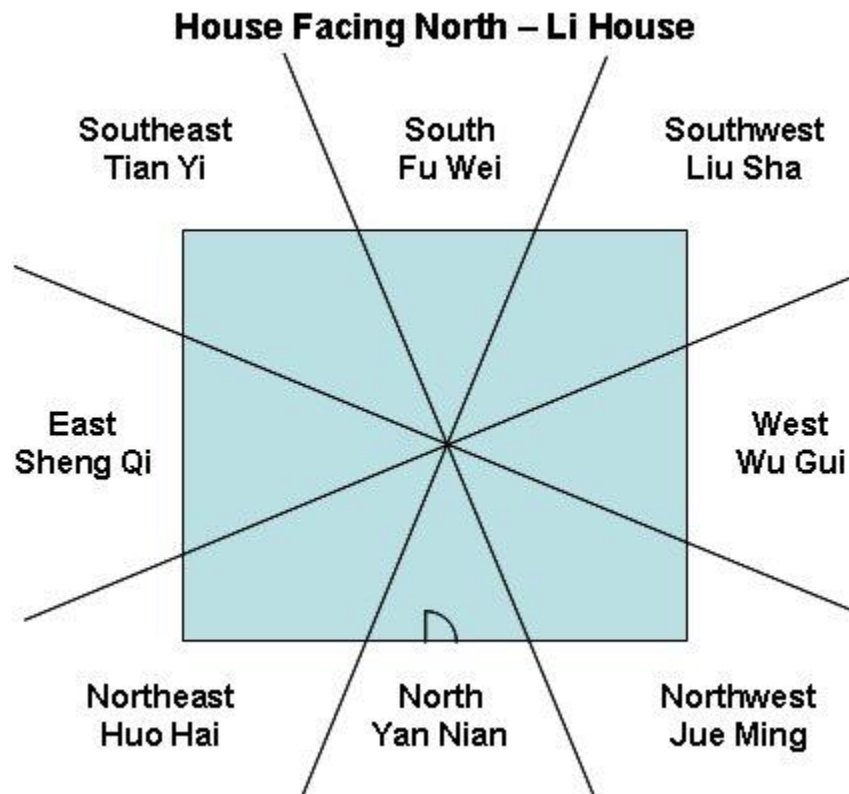 House Facing North – Li House
Southeast
Tian Yi
South
Fu Wei
Southwest
Liu Sha
East
Sheng Qi
West
Wu Gui
Northeast
Huo Hai
North
Yan Nian
Northwest
Jue Ming